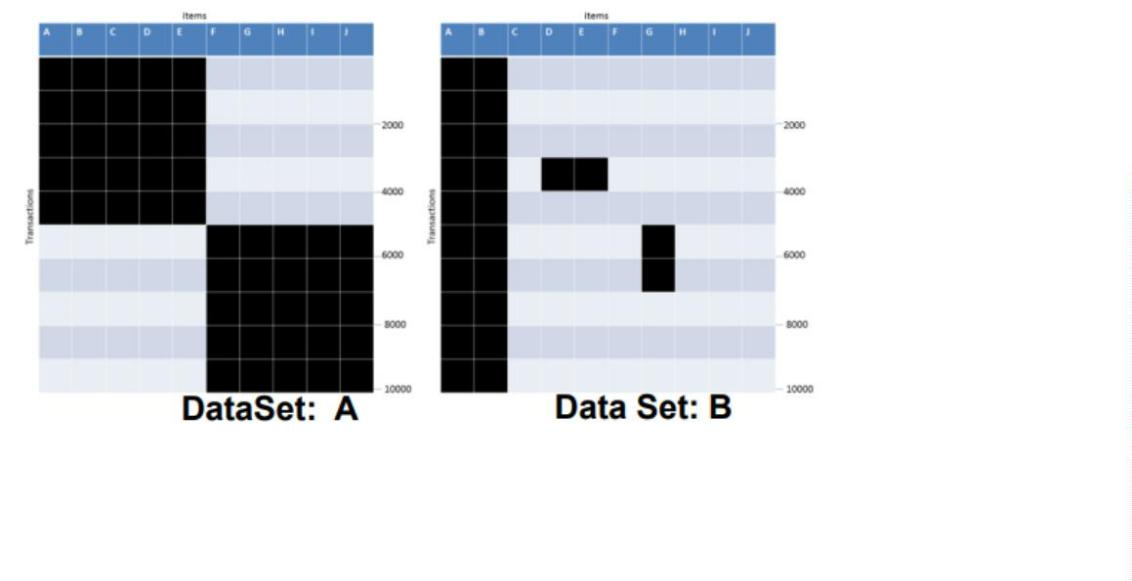 items
A B C D E F G H I J
2000
4000
Transactions
6000
8000
10000
DataSet: A
items
A B C D E F G H I J
2000
4000
Transactions
6000
8000
10000
Data Set: B